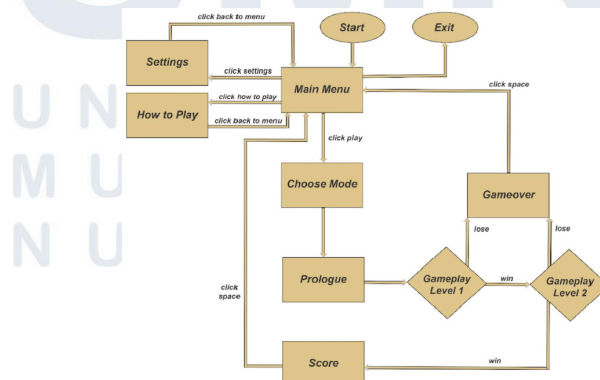 click back to menu
Start
Exit
Settings
click settings
Main Menu
click space
click how to play
How to Play
click back to menu
click play
Choose Mode
Gameover
lose
lose
Prologue
Gameplay
Level 1
win
Gameplay
Level 2
click
space
Score
win
U N
M U
N U